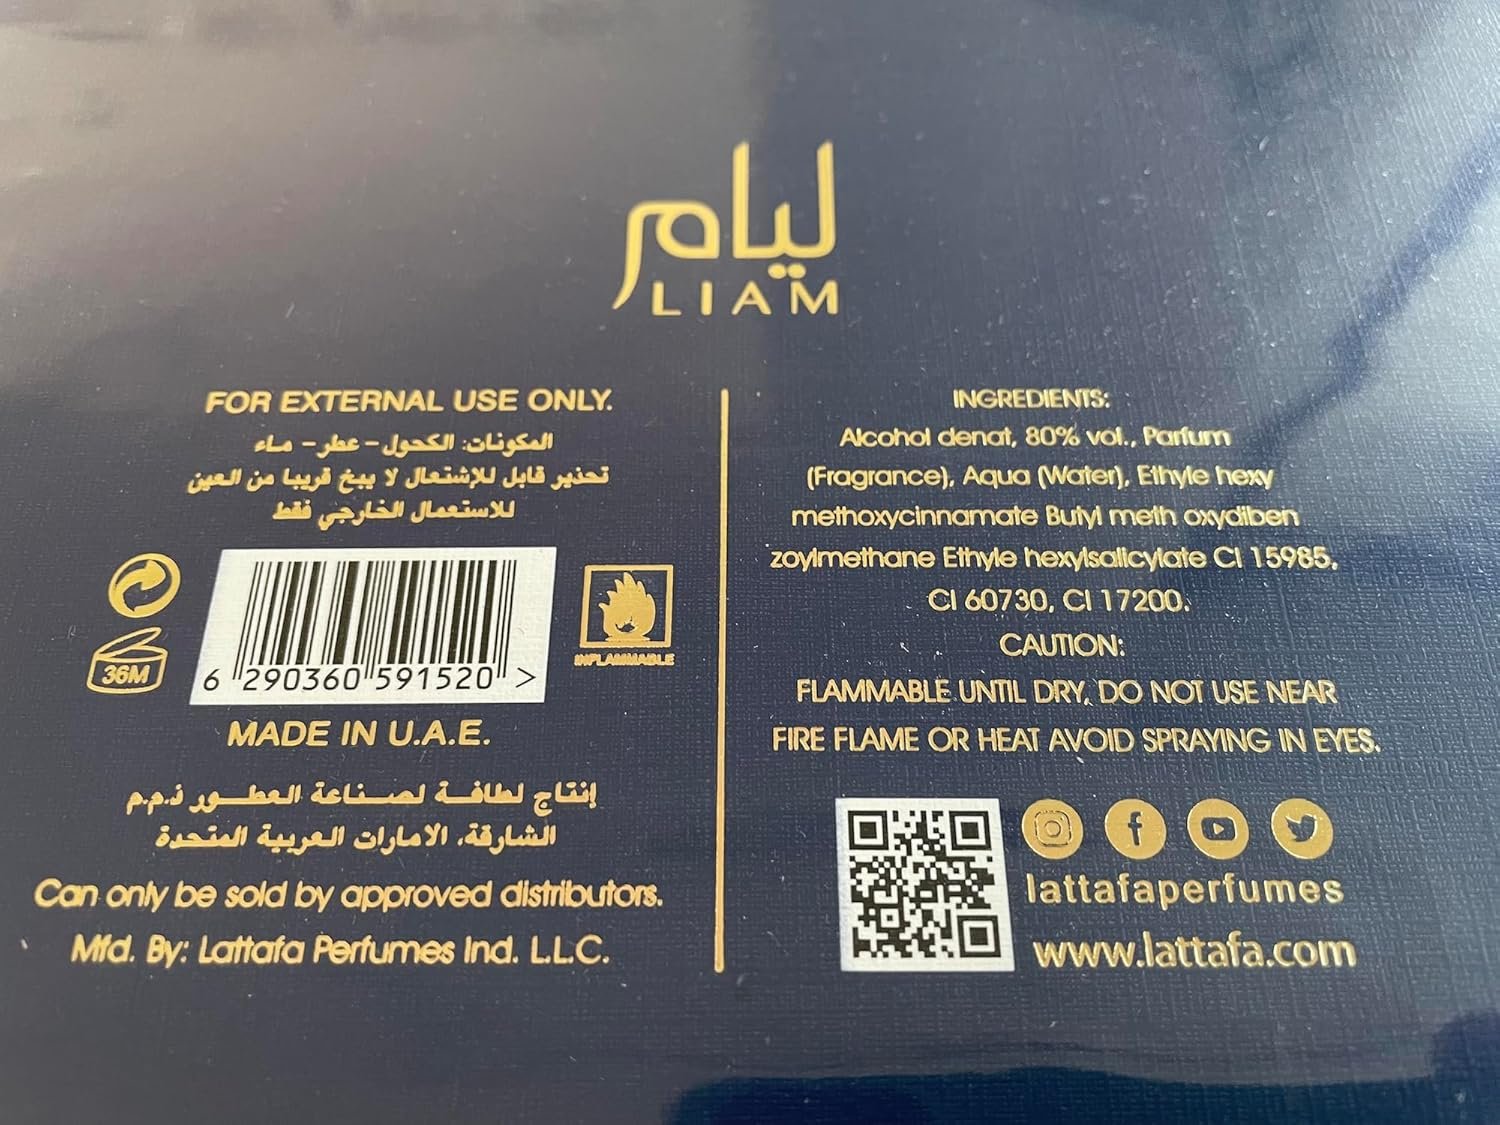 ليام
LIAM
FOR EXTERNAL USE ONLY.
المكونات: الكحول - عطر - ماء
تحذير قابل للإشتعال لا يبخ قريبا من العين
للاستعمال الخارجي فقط
36M
6 290360 591520 >
INFLAMMABLE
MADE IN U.A.E.
إنتاج لطافة لصناعة العطور ذ.م.م
الشارقة، الامارات العربية المتحدة
Can only be sold by approved distributors.
Mfd. By: Lattafa Perfumes Ind. L.L.C.
INGREDIENTS:
Alcohol denat, 80% vol., Parfum
(Fragrance), Aqua (Water), Ethyle hexy
methoxycinnamate Butyl meth oxydiben
zoylmethane Ethyle hexylsalicylate CI 15985,
CI 60730, CI 17200.
CAUTION:
FLAMMABLE UNTIL DRY, DO NOT USE NEAR
FIRE FLAME OR HEAT AVOID SPRAYING IN EYES.
lattafaperfumes
www.lattafa.com